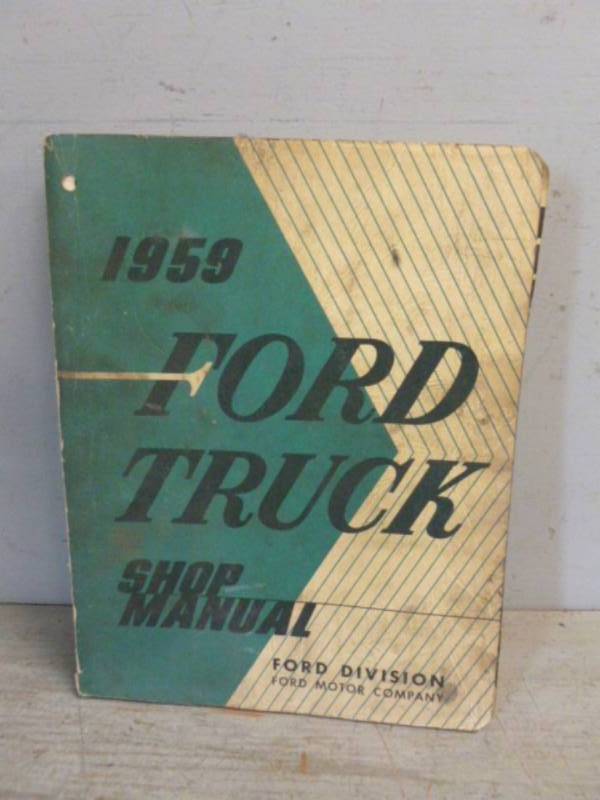 1959
FORD
TRUCK
SHOP
MANUAL
FORD DIVISION
FORD MOTOR COMPANY